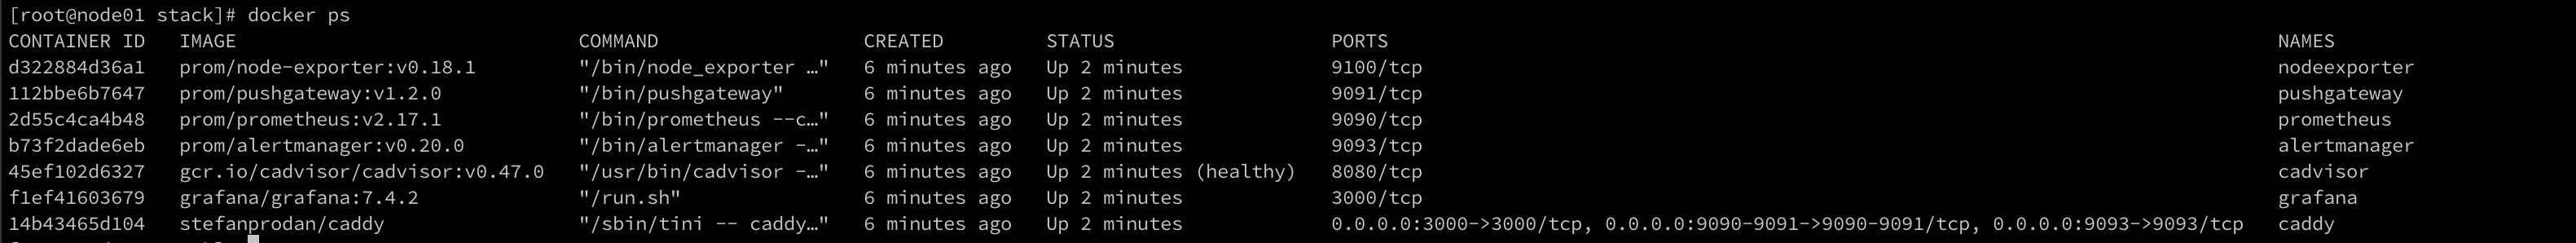 [root@node01 stack]# docker ps
CONTAINER ID   IMAGE                             COMMAND                  CREATED         STATUS                   PORTS                                                                              NAMES
d322884d36a1   prom/node-exporter:v0.18.1        "/bin/node_exporter …"   6 minutes ago   Up 2 minutes             9100/tcp                                                                           nodeexporter
112bbe6b7647   prom/pushgateway:v1.2.0           "/bin/pushgateway"       6 minutes ago   Up 2 minutes             9091/tcp                                                                           pushgateway
2d55c4ca4b48   prom/prometheus:v2.17.1           "/bin/prometheus --c…"   6 minutes ago   Up 2 minutes             9090/tcp                                                                           prometheus
b73f2dade6eb   prom/alertmanager:v0.20.0         "/bin/alertmanager -…"   6 minutes ago   Up 2 minutes             9093/tcp                                                                           alertmanager
45ef102d6327   gcr.io/cadvisor/cadvisor:v0.47.0   "/usr/bin/cadvisor -…"   6 minutes ago   Up 2 minutes (healthy)   8080/tcp                                                                           cadvisor
f1ef41603679   grafana/grafana:7.4.2             "/run.sh"                6 minutes ago   Up 2 minutes             3000/tcp                                                                           grafana
14b43465d104   stefanprodan/caddy                "/sbin/tini -- caddy…"   6 minutes ago   Up 2 minutes             0.0.0.0:3000->3000/tcp, 0.0.0.0:9090-9091->9090-9091/tcp, 0.0.0.0:9093->9093/tcp   caddy